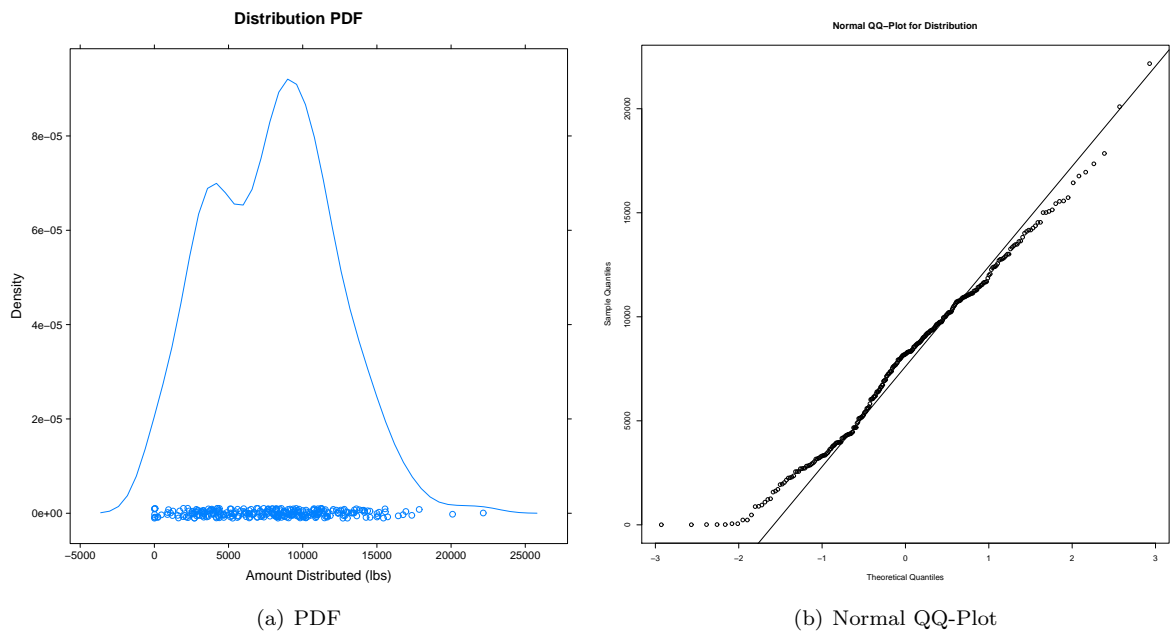 Distribution PDF
Density
8e−05
6e−05
4e−05
2e−05
0e+00
−5000 0 5000 10000 15000 20000 25000
Amount Distributed (lbs)
(a) PDF
Normal QQ−Plot for Distribution
Sample Quantiles
20000
15000
10000
5000
0
−3 −2 −1 0 1 2 3
Theoretical Quantiles
(b) Normal QQ-Plot